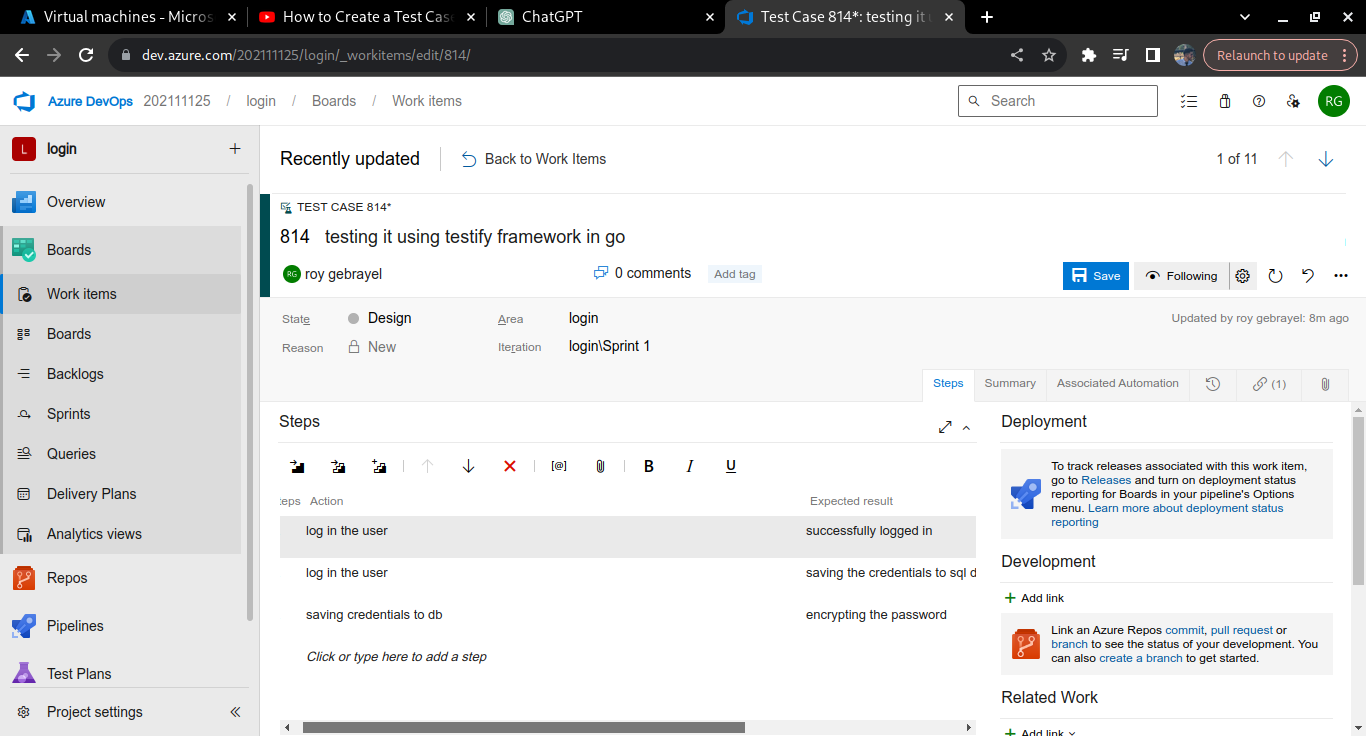 Virtual machines - Micros
How to Create a Test Cas
ChatGPT
Test Case 814*: testing it u
dev.azure.com/202111125/login/_workitems/edit/814/
Relaunch to update
Azure DevOps 202111125 / login / Boards / Work items
Search
RG
L login
Overview
Boards
Work items
Boards
Backlogs
Sprints
Queries
Delivery Plans
Analytics views
Repos
Pipelines
Test Plans
Project settings
Recently updated
Back to Work Items
1 of 11
TEST CASE 814*
814 testing it using testify framework in go
RG roy gebrayel
0 comments
Add tag
Save
Following
State Design
Area login
Updated by roy gebrayel: 8m ago
Reason New
Iteration login\Sprint 1
Steps Summary Associated Automation (1)
Steps
[@] B I U
teps Action Expected result
log in the user successfully logged in
log in the user saving the credentials to sql d
saving credentials to db encrypting the password
Click or type here to add a step
Deployment
To track releases associated with this work item,
go to Releases and turn on deployment status
reporting for Boards in your pipeline's Options
menu. Learn more about deployment status
reporting
Development
Add link
Link an Azure Repos commit, pull request or
branch to see the status of your development. You
can also create a branch to get started.
Related Work
Add link